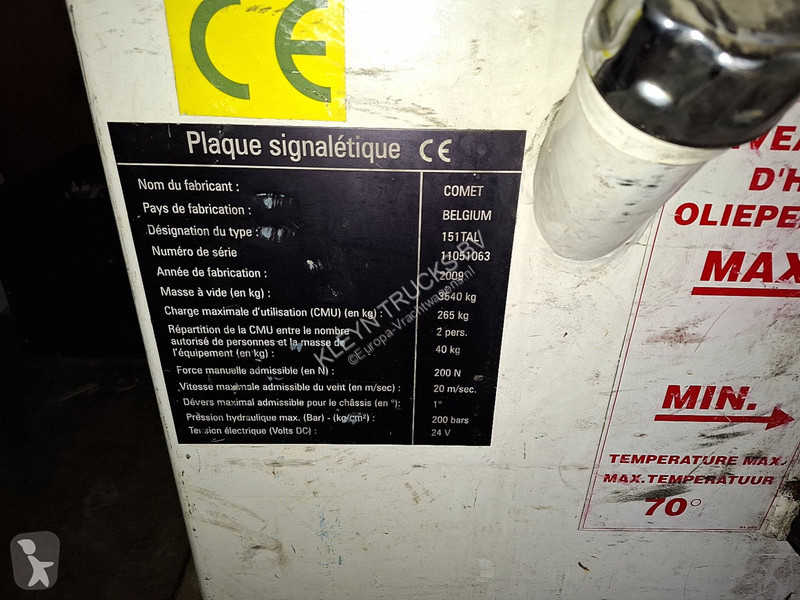 CE
Plaque signalétique CE
Nom du fabricant : COMET
Pays de fabrication : BELGIUM
Désignation du type : 151TAL
Numéro de série 11051063
Année de fabrication : 2009
Masse à vide (en kg) : 3540 kg
Charge maximale d'utilisation (CMU) (en kg) : 265 kg
Répartition de la CMU entre le nombre 2 pers.
autorisé de personnes et la masse de
l'équipement (en kg) : 40 kg
Force manuelle admissible (en N) : 200 N
Vitesse maximale admissible du vent (en m/sec) : 20 m/sec.
Dévers maximal admissible pour le châssis (en °) : 1°
Pression hydraulique max. (Bar) - (kg/cm²) : 200 bars
Tension électrique (Volts DC) : 24 V
KLEYN TRUCKS BV
©Europa-Vrachtwagens.nl
D'H
OLIEPE
MAX
MIN.
TEMPERATURE MAX.
MAX. TEMPERATUUR
70°